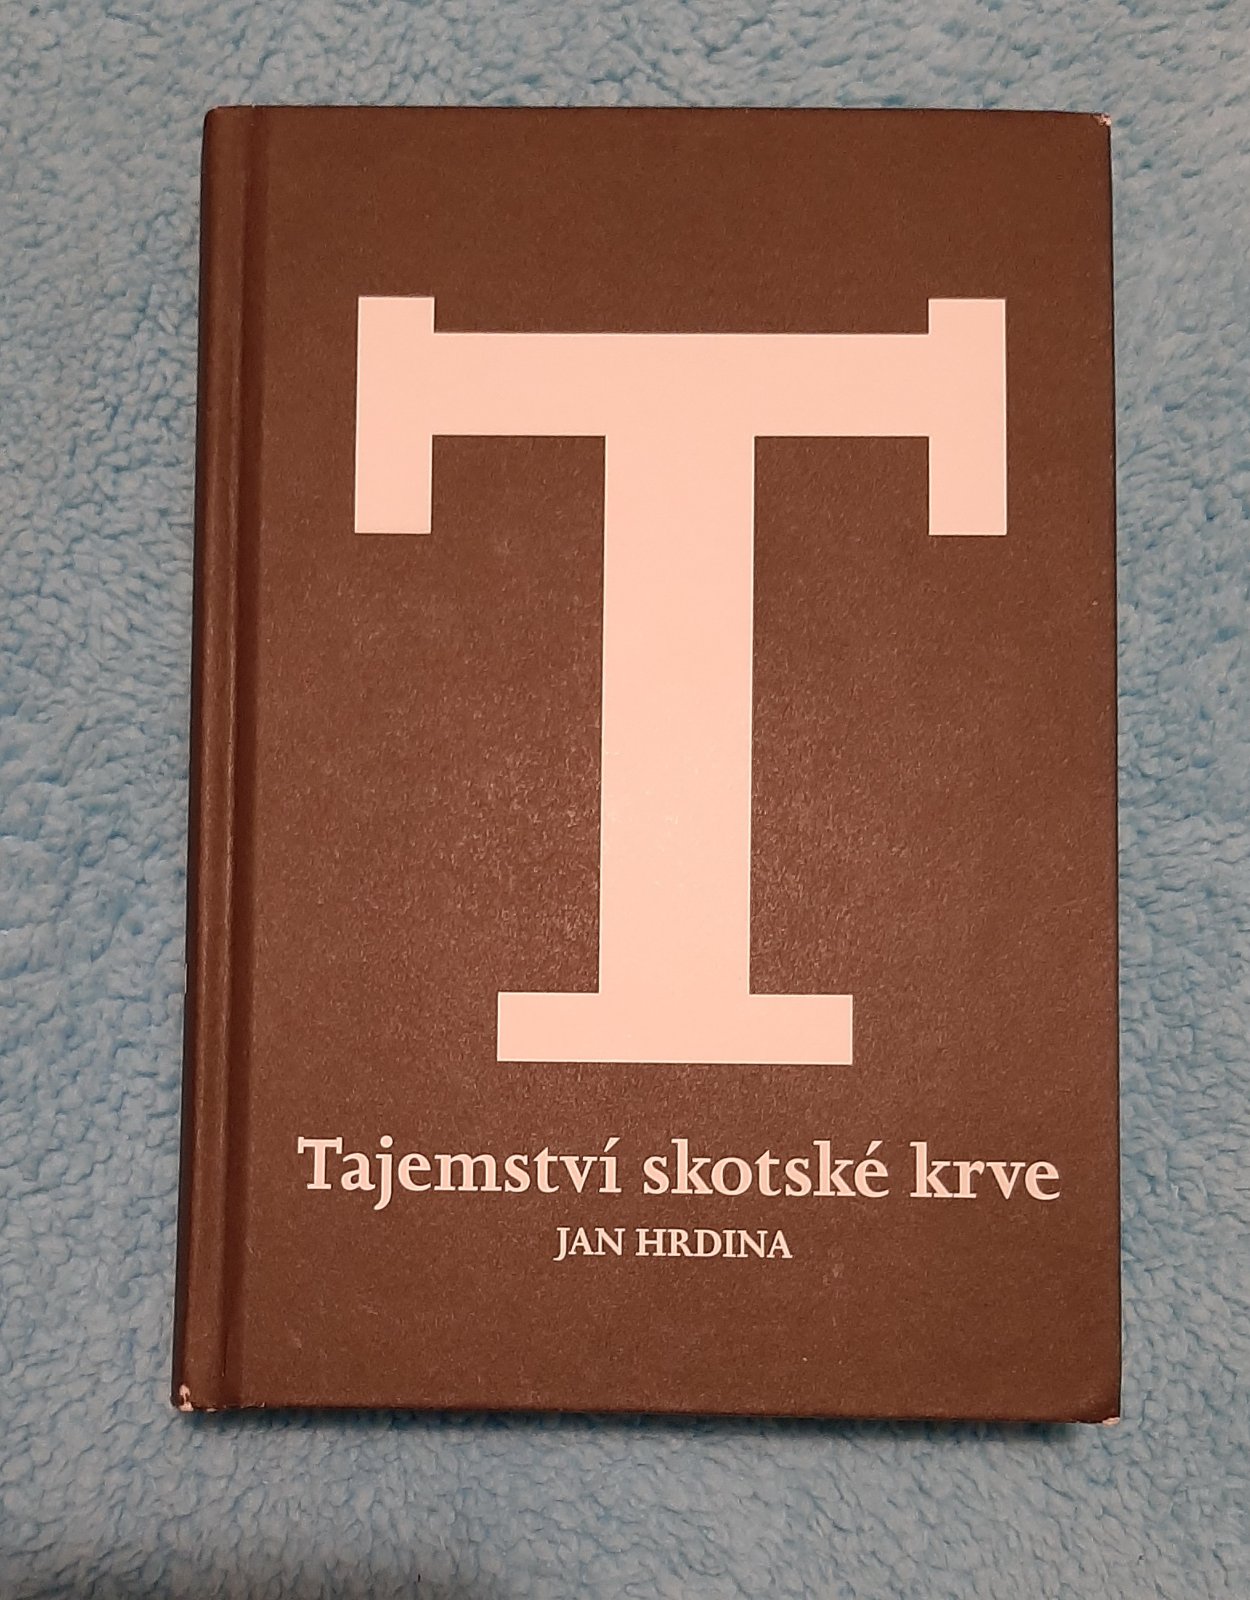 T
Tajemství skotské krve
JAN HRDINA